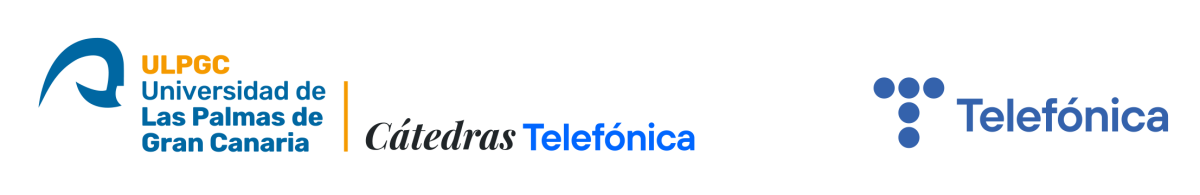 ULPGC
Universidad de
Las Palmas de
Gran Canaria
Cátedras Telefónica
Telefónica